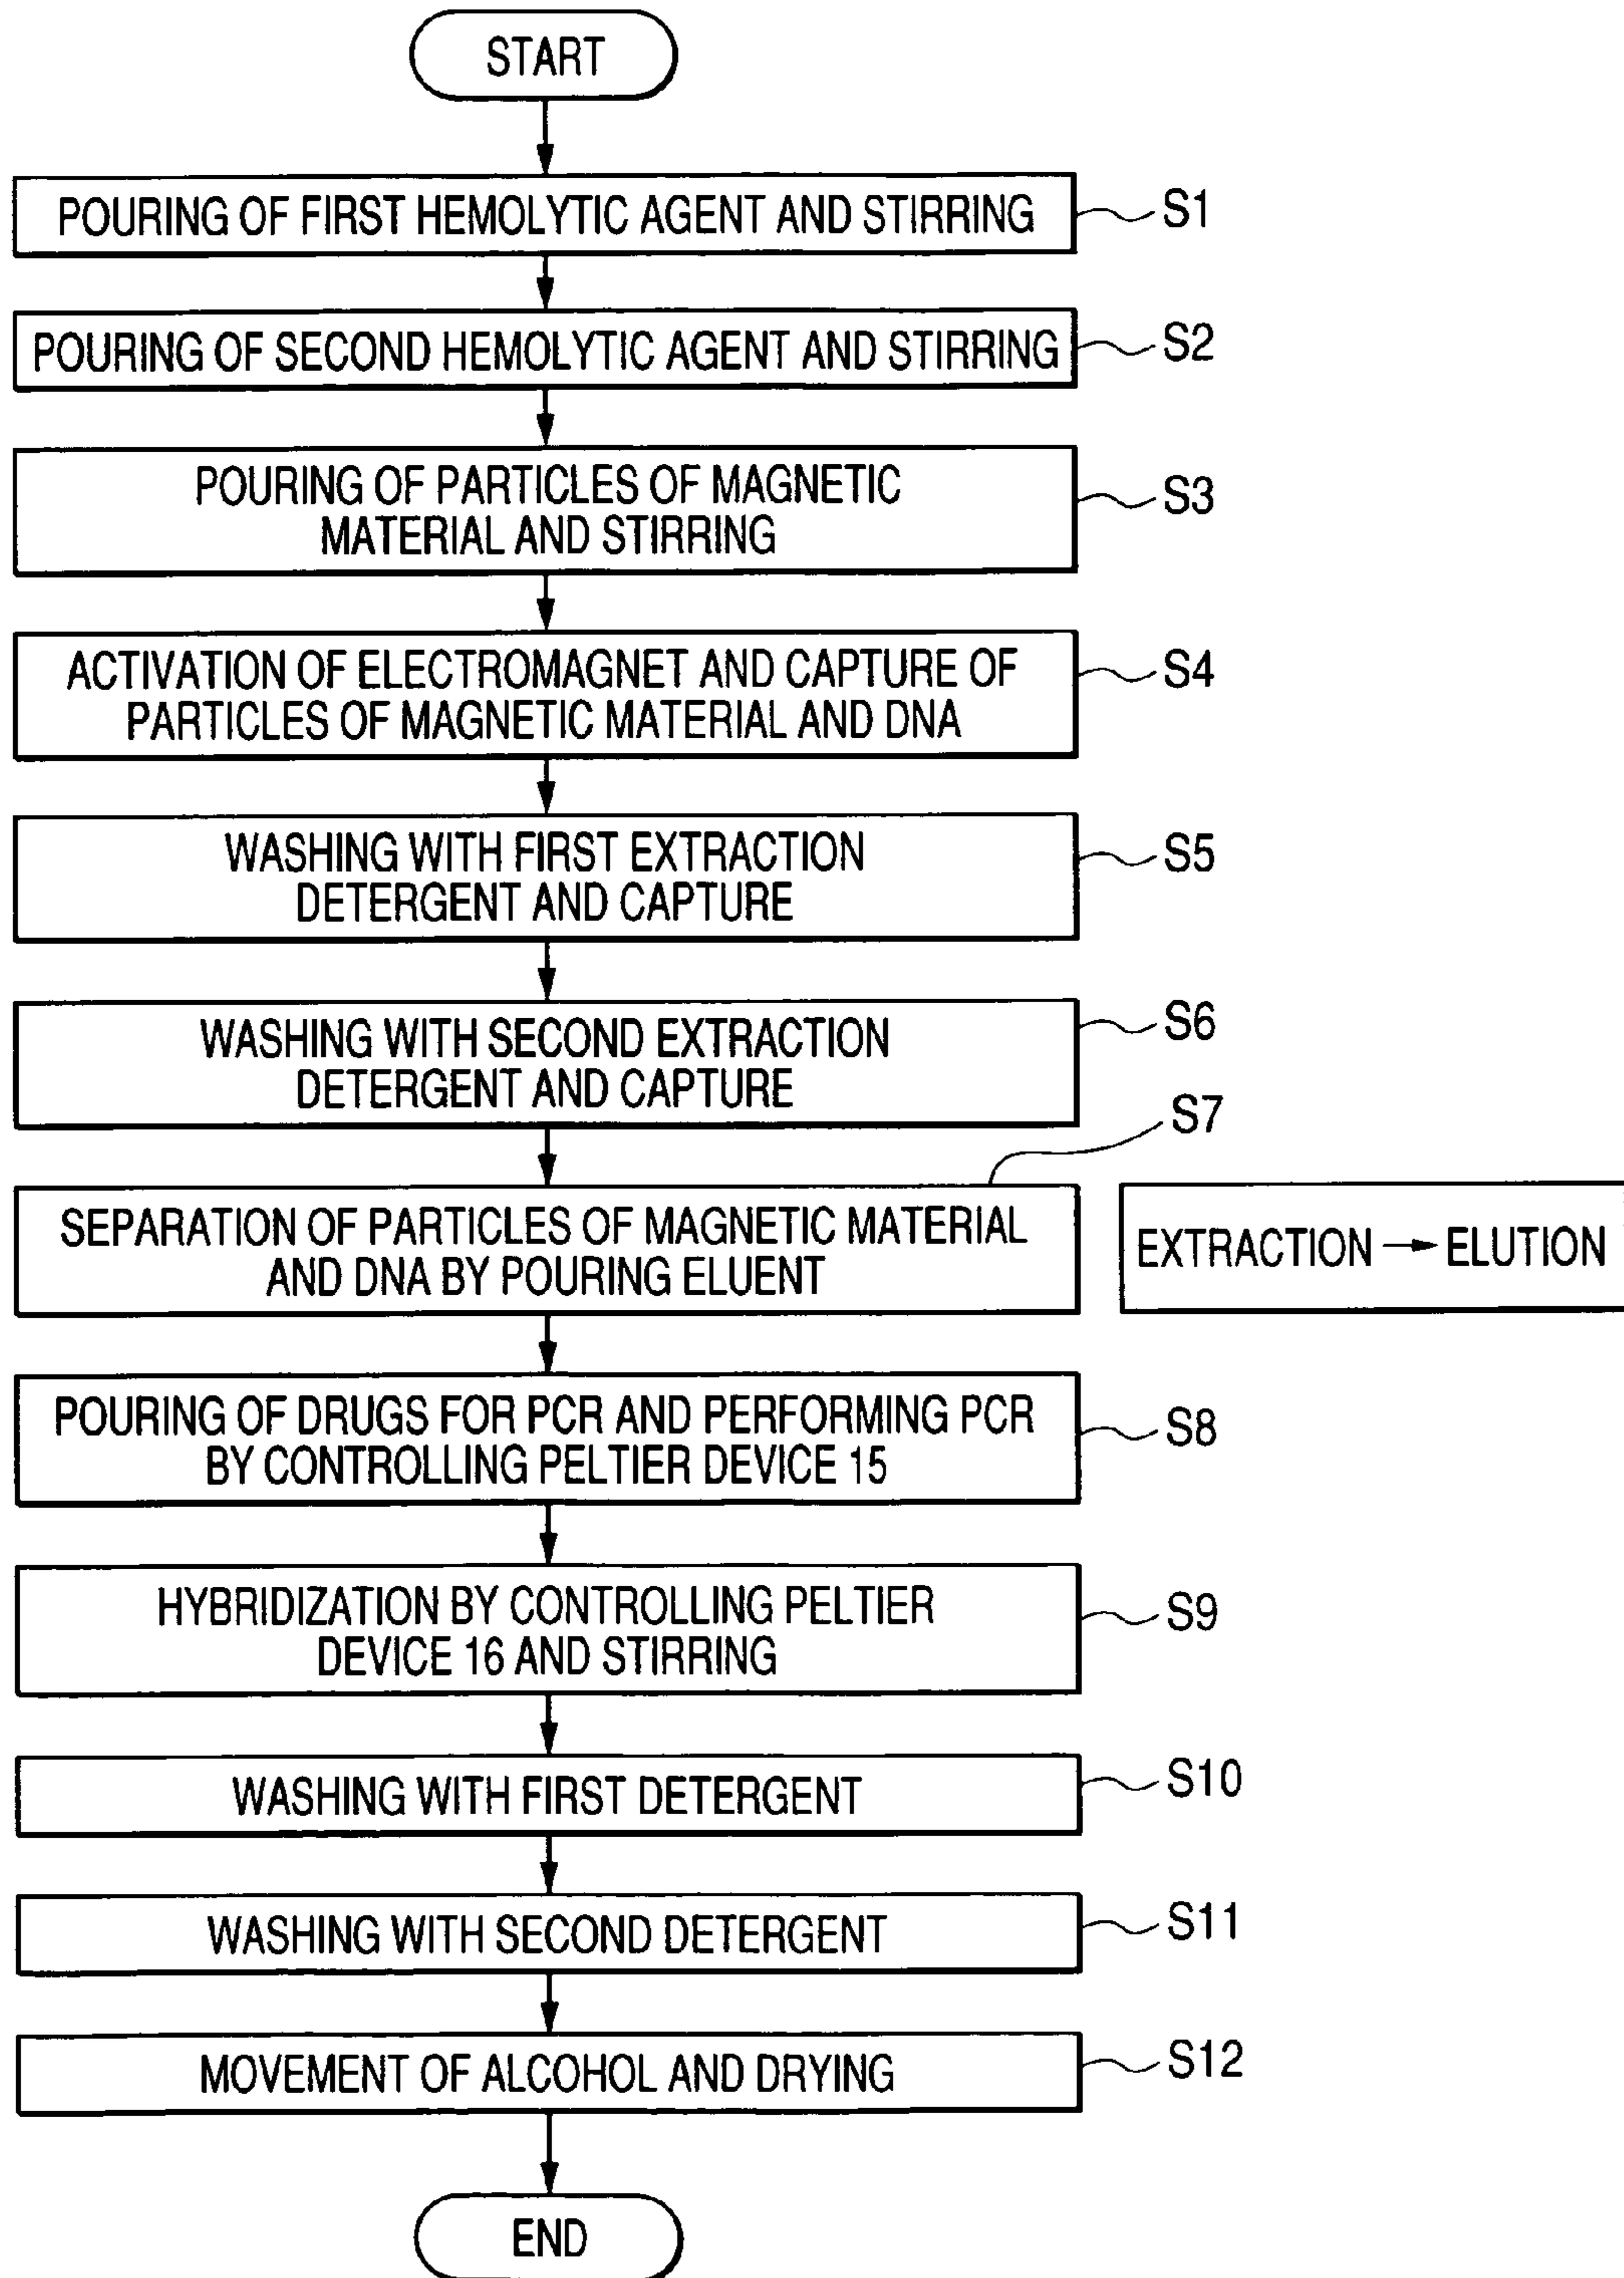 START
POURING OF FIRST HEMOLYTIC AGENT AND STIRRING
S1
POURING OF SECOND HEMOLYTIC AGENT AND STIRRING
S2
POURING OF PARTICLES OF MAGNETIC
MATERIAL AND STIRRING
S3
ACTIVATION OF ELECTROMAGNET AND CAPTURE OF
PARTICLES OF MAGNETIC MATERIAL AND DNA
S4
WASHING WITH FIRST EXTRACTION
DETERGENT AND CAPTURE
S5
WASHING WITH SECOND EXTRACTION
DETERGENT AND CAPTURE
S6
SEPARATION OF PARTICLES OF MAGNETIC MATERIAL
AND DNA BY POURING ELUENT
S7
EXTRACTION → ELUTION
POURING OF DRUGS FOR PCR AND PERFORMING PCR
BY CONTROLLING PELTIER DEVICE 15
S8
HYBRIDIZATION BY CONTROLLING PELTIER
DEVICE 16 AND STIRRING
S9
WASHING WITH FIRST DETERGENT
S10
WASHING WITH SECOND DETERGENT
S11
MOVEMENT OF ALCOHOL AND DRYING
S12
END